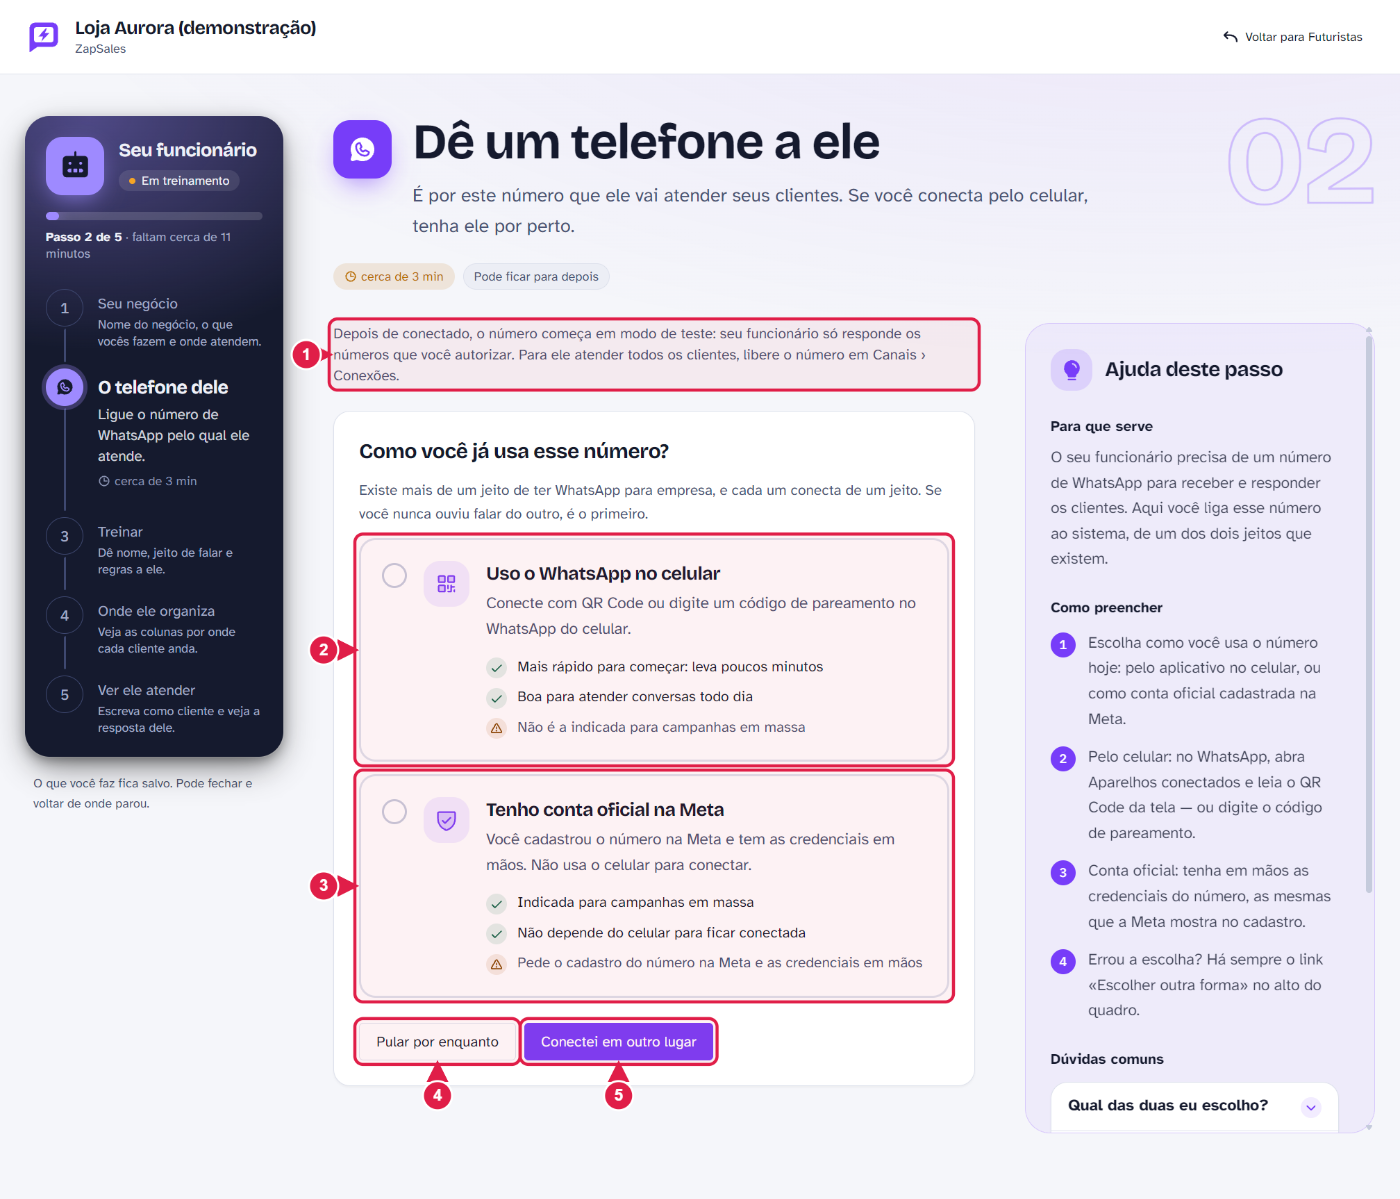 Loja Aurora (demonstração)
ZapSales
Voltar para Futuristas
Seu funcionário
Em treinamento
Passo 2 de 5 · faltam cerca de 11
minutos
1
Seu negócio
Nome do negócio, o que
vocês fazem e onde atendem.
O telefone dele
Ligue o número de
WhatsApp pelo qual ele
atende.
cerca de 3 min
3
Treinar
Dê nome, jeito de falar e
regras a ele.
4
Onde ele organiza
Veja as colunas por onde
cada cliente anda.
5
Ver ele atender
Escreva como cliente e veja a
resposta dele.
O que você faz fica salvo. Pode fechar e
voltar de onde parou.
Dê um telefone a ele
02
É por este número que ele vai atender seus clientes. Se você conecta pelo celular,
tenha ele por perto.
cerca de 3 min
Pode ficar para depois
1
Depois de conectado, o número começa em modo de teste: seu funcionário só responde os
números que você autorizar. Para ele atender todos os clientes, libere o número em Canais ›
Conexões.
Como você já usa esse número?
Existe mais de um jeito de ter WhatsApp para empresa, e cada um conecta de um jeito. Se
você nunca ouviu falar do outro, é o primeiro.
2
Uso o WhatsApp no celular
Conecte com QR Code ou digite um código de pareamento no
WhatsApp do celular.
Mais rápido para começar: leva poucos minutos
Boa para atender conversas todo dia
Não é a indicada para campanhas em massa
3
Tenho conta oficial na Meta
Você cadastrou o número na Meta e tem as credenciais em
mãos. Não usa o celular para conectar.
Indicada para campanhas em massa
Não depende do celular para ficar conectada
Pede o cadastro do número na Meta e as credenciais em mãos
Pular por enquanto
Conectei em outro lugar
4
5
Ajuda deste passo
Para que serve
O seu funcionário precisa de um número
de WhatsApp para receber e responder
os clientes. Aqui você liga esse número
ao sistema, de um dos dois jeitos que
existem.
Como preencher
1
Escolha como você usa o número
hoje: pelo aplicativo no celular, ou
como conta oficial cadastrada na
Meta.
2
Pelo celular: no WhatsApp, abra
Aparelhos conectados e leia o QR
Code da tela — ou digite o código
de pareamento.
3
Conta oficial: tenha em mãos as
credenciais do número, as mesmas
que a Meta mostra no cadastro.
4
Errou a escolha? Há sempre o link
«Escolher outra forma» no alto do
quadro.
Dúvidas comuns
Qual das duas eu escolho?